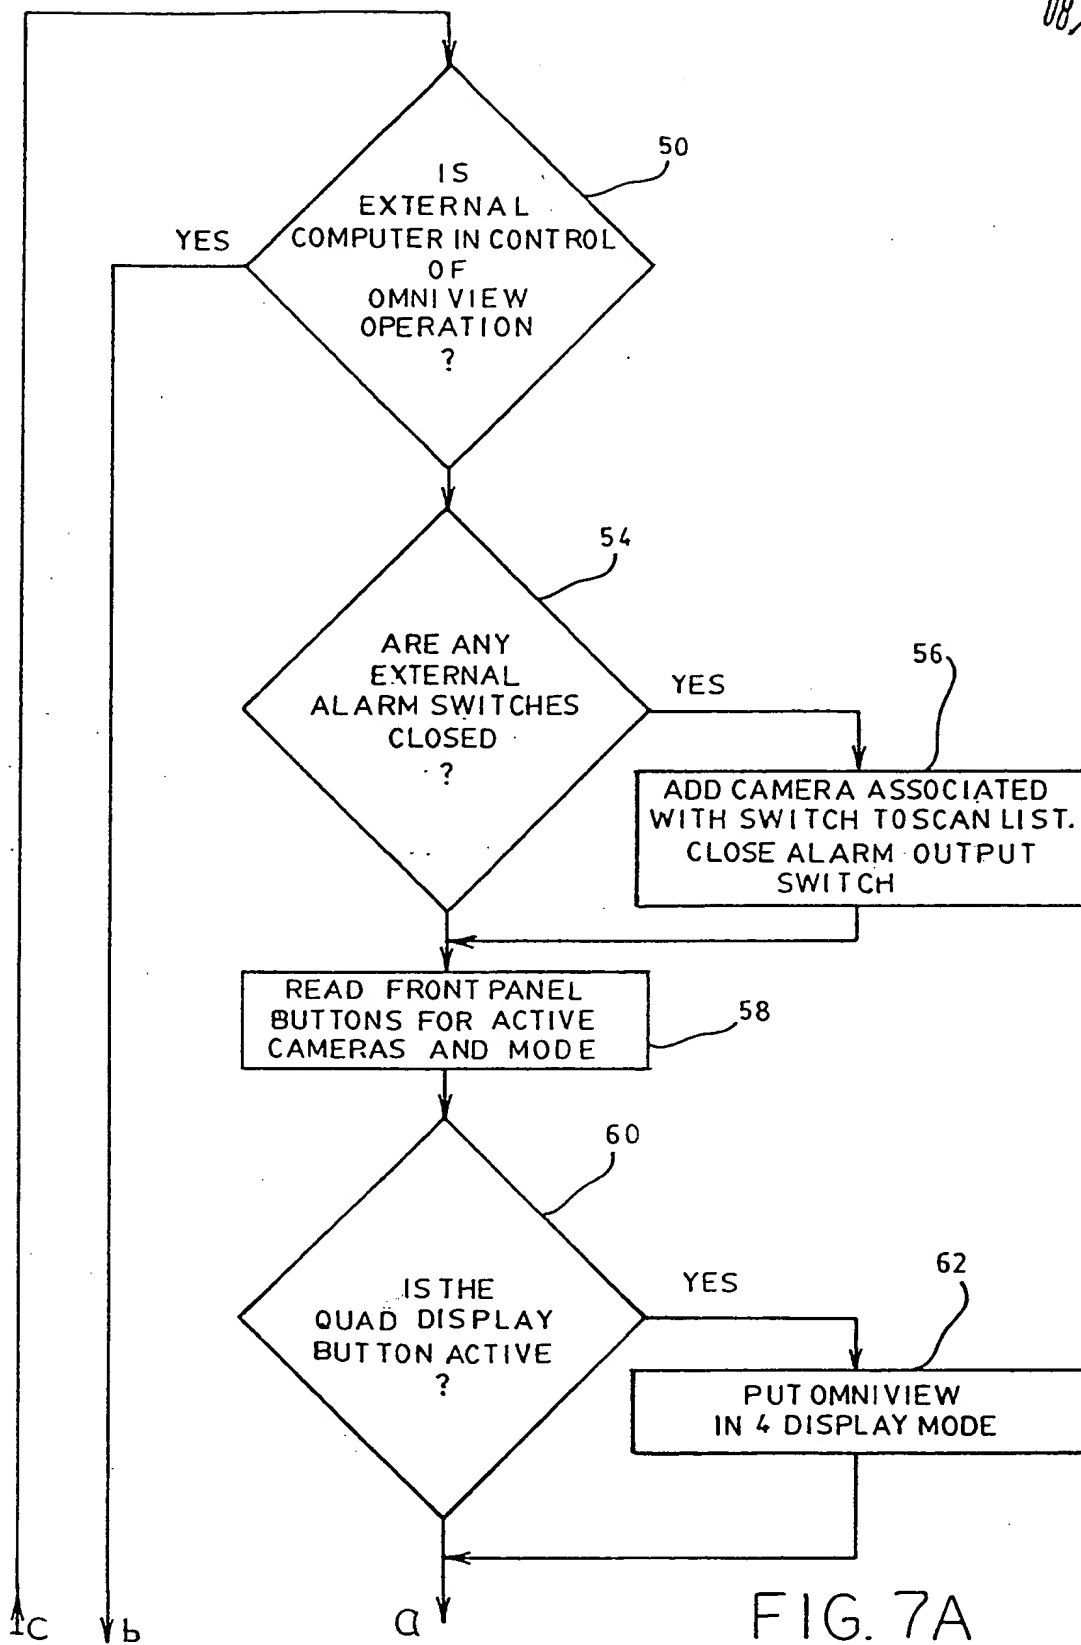 08,
50
IS
EXTERNAL
COMPUTER IN CONTROL
OF
OMNIVIEW
OPERATION
?
YES
54
ARE ANY
EXTERNAL
ALARM SWITCHES
CLOSED
?
YES
56
ADD CAMERA ASSOCIATED
WITH SWITCH TO SCAN LIST.
CLOSE ALARM OUTPUT
SWITCH
READ FRONT PANEL
BUTTONS FOR ACTIVE
CAMERAS AND MODE
58
60
IS THE
QUAD DISPLAY
BUTTON ACTIVE
?
YES
62
PUT OMNIVIEW
IN 4 DISPLAY MODE
C
b
a
FIG. 7A